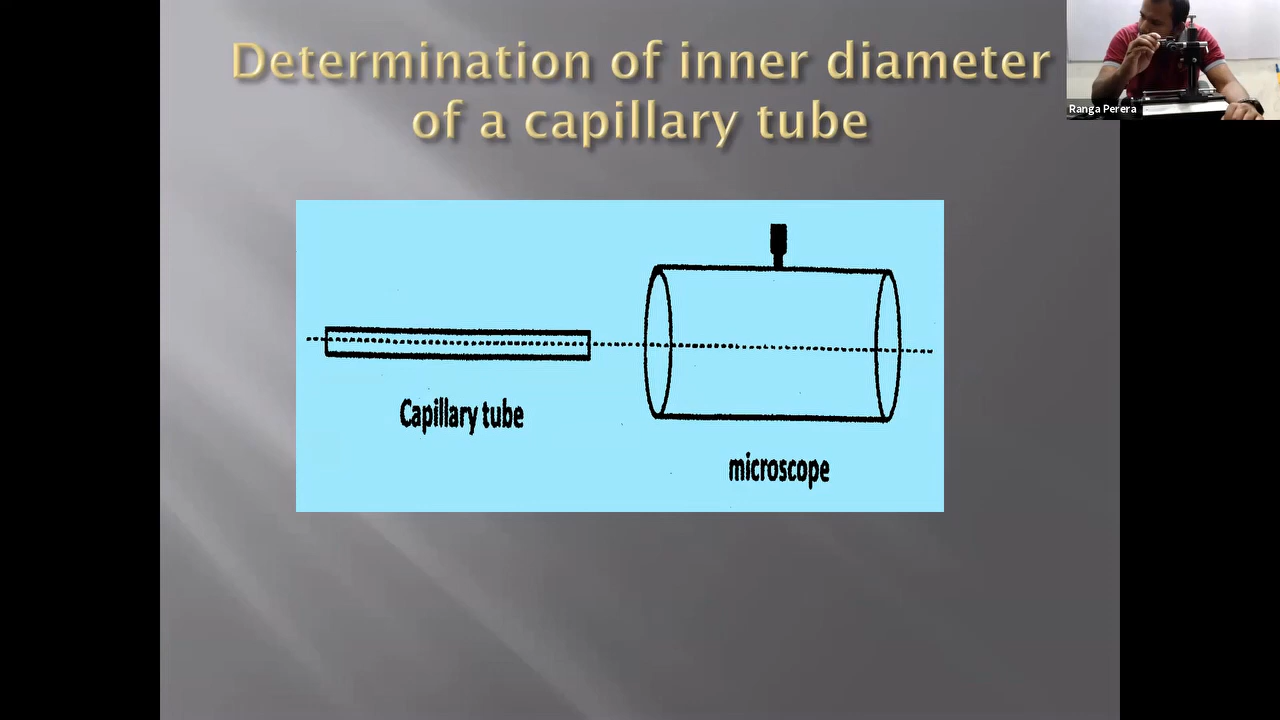 Determination of inner diameter
of a capillary tube
Ranga Perera
Capillary tube
microscope